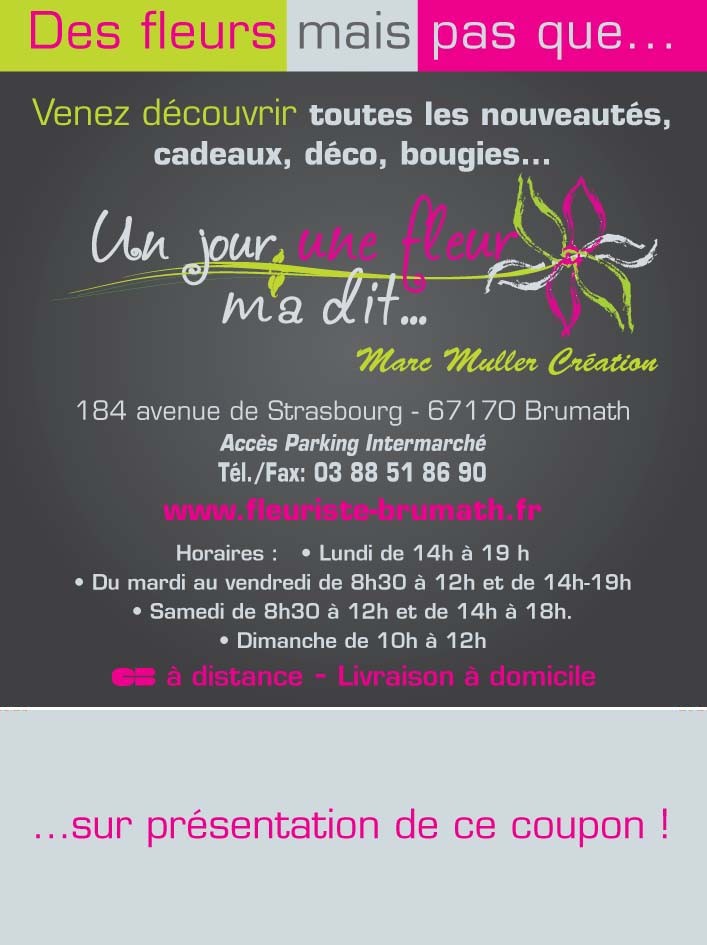 Des fleurs mais pas que...
Venez découvrir toutes les nouveautés,
cadeaux, déco, bougies...
Un jour, une fleur
m'a dit...
Marc Muller Création
184 avenue de Strasbourg - 67170 Brumath
Accès Parking Intermarché
Tél./Fax: 03 88 51 86 90
www.fleuriste-brumath.fr
Horaires : • Lundi de 14h à 19 h
• Du mardi au vendredi de 8h30 à 12h et de 14h-19h
• Samedi de 8h30 à 12h et de 14h à 18h.
• Dimanche de 10h à 12h
CB à distance - Livraison à domicile
...sur présentation de ce coupon !